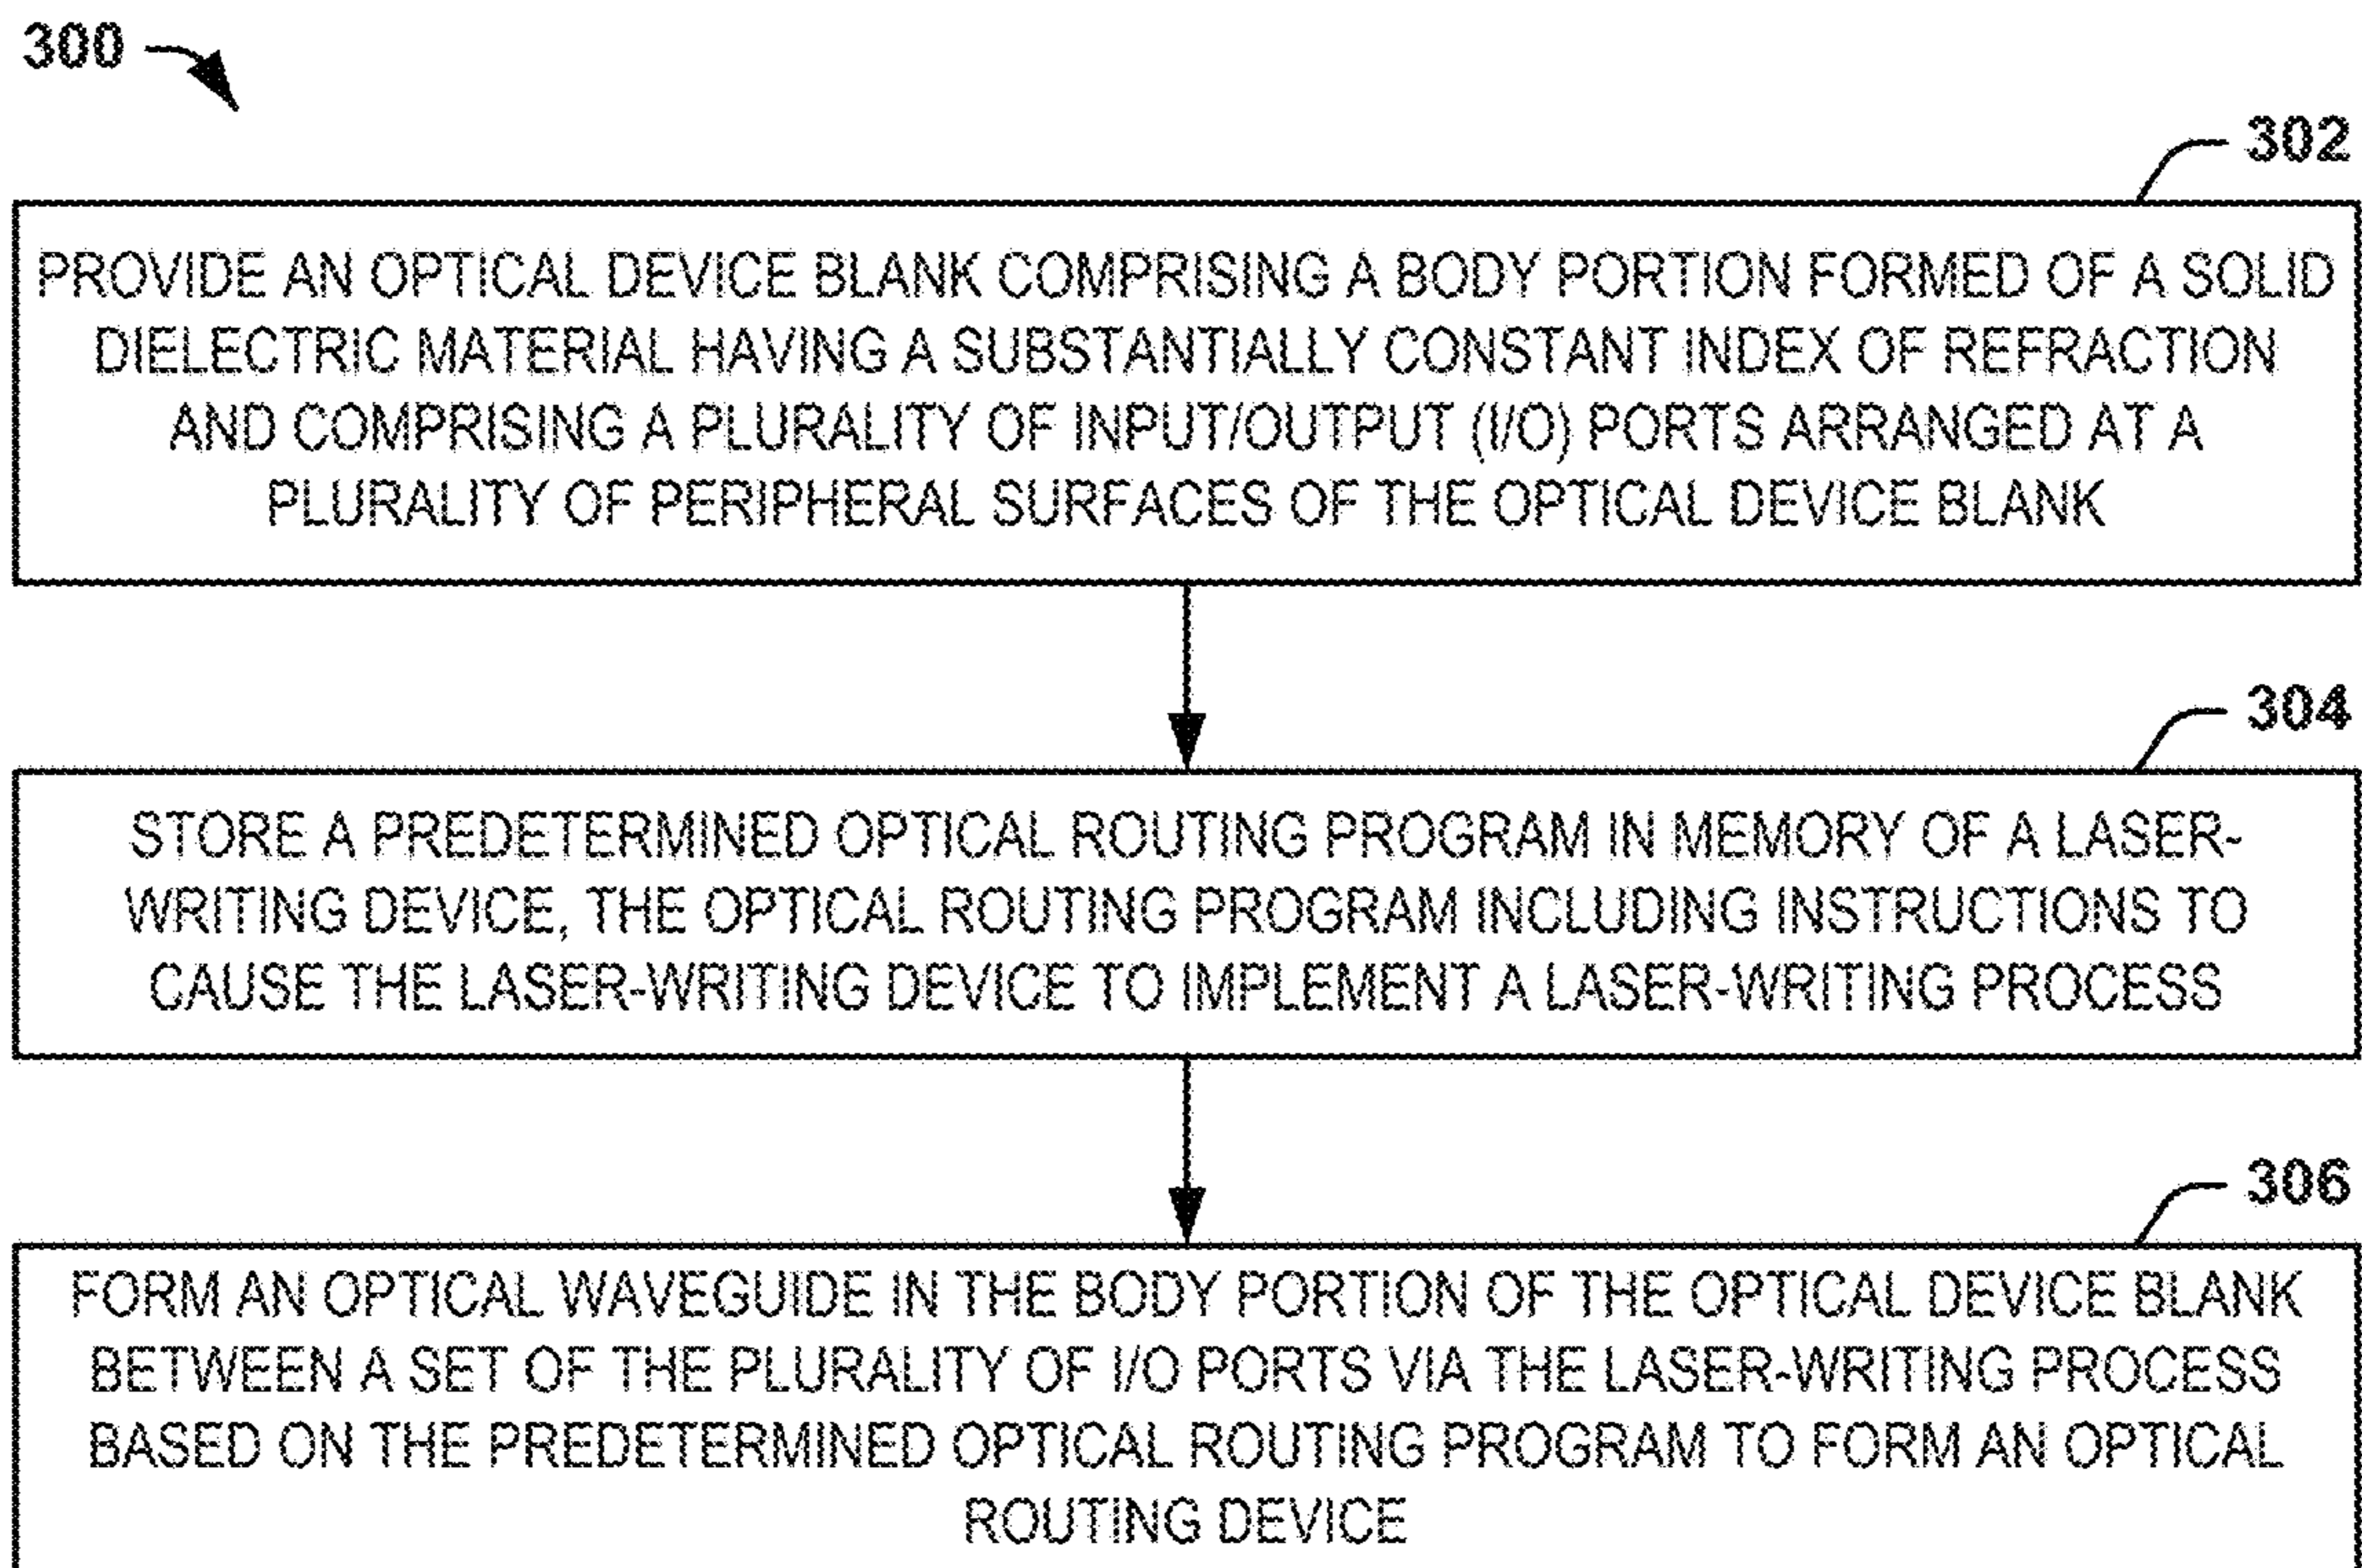 300
302
PROVIDE AN OPTICAL DEVICE BLANK COMPRISING A BODY PORTION FORMED OF A SOLID
DIELECTRIC MATERIAL HAVING A SUBSTANTIALLY CONSTANT INDEX OF REFRACTION
AND COMPRISING A PLURALITY OF INPUT/OUTPUT (I/O) PORTS ARRANGED AT A
PLURALITY OF PERIPHERAL SURFACES OF THE OPTICAL DEVICE BLANK
304
STORE A PREDETERMINED OPTICAL ROUTING PROGRAM IN MEMORY OF A LASER-
WRITING DEVICE, THE OPTICAL ROUTING PROGRAM INCLUDING INSTRUCTIONS TO
CAUSE THE LASER-WRITING DEVICE TO IMPLEMENT A LASER-WRITING PROCESS
306
FORM AN OPTICAL WAVEGUIDE IN THE BODY PORTION OF THE OPTICAL DEVICE BLANK
BETWEEN A SET OF THE PLURALITY OF I/O PORTS VIA THE LASER-WRITING PROCESS
BASED ON THE PREDETERMINED OPTICAL ROUTING PROGRAM TO FORM AN OPTICAL
ROUTING DEVICE